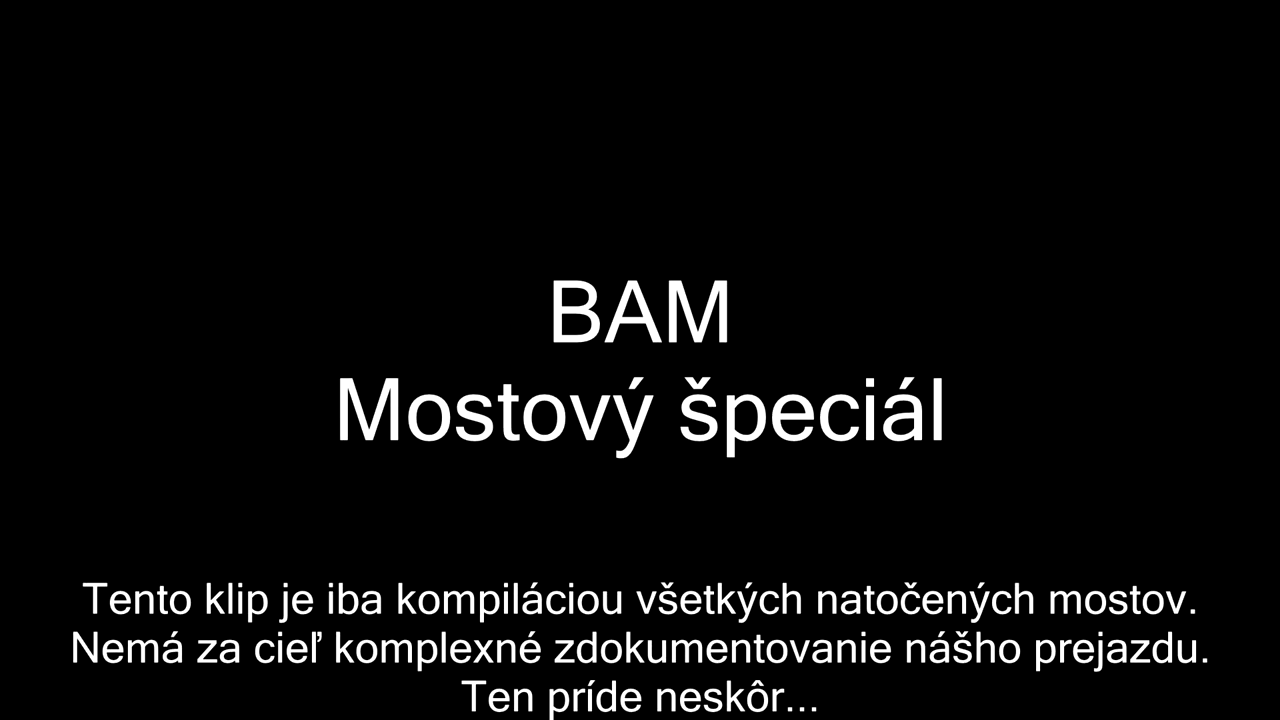 BAM
Mostový špeciál
Tento klip je iba kompiláciou všetkých natočených mostov.
Nemá za cieľ komplexné zdokumentovanie nášho prejazdu.
Ten príde neskôr...